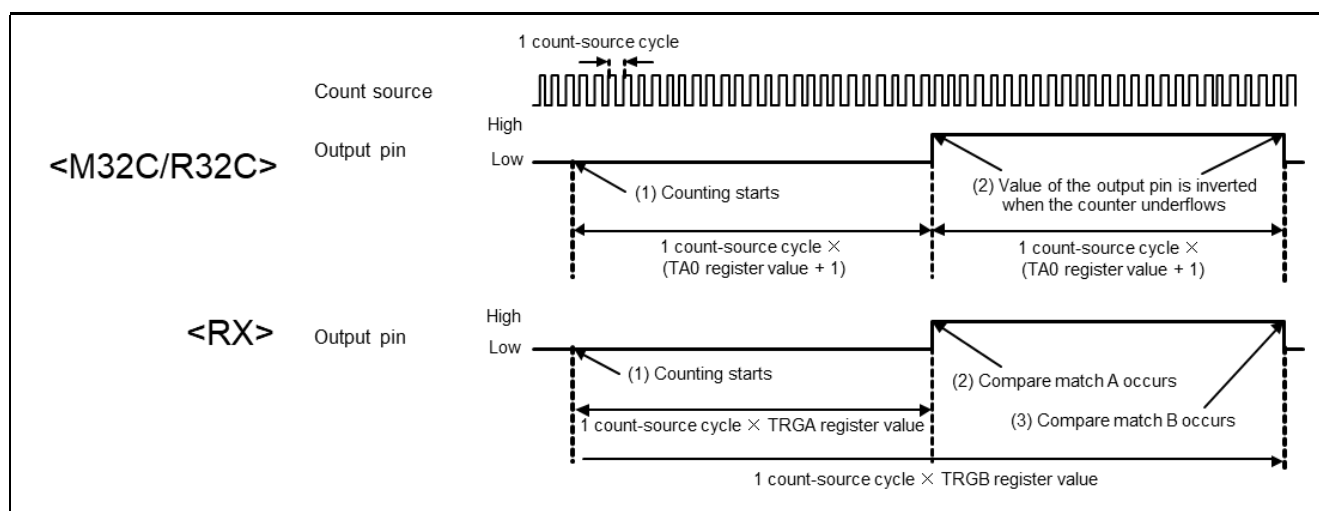 1 count-source cycle
Count source
<M32C/R32C>
Output pin
High
Low
(1) Counting starts
(2) Value of the output pin is inverted
when the counter underflows
1 count-source cycle ×
(TA0 register value + 1)
1 count-source cycle ×
(TA0 register value + 1)
<RX>
Output pin
High
Low
(1) Counting starts
(2) Compare match A occurs
(3) Compare match B occurs
1 count-source cycle × TRGA register value
1 count-source cycle × TRGB register value